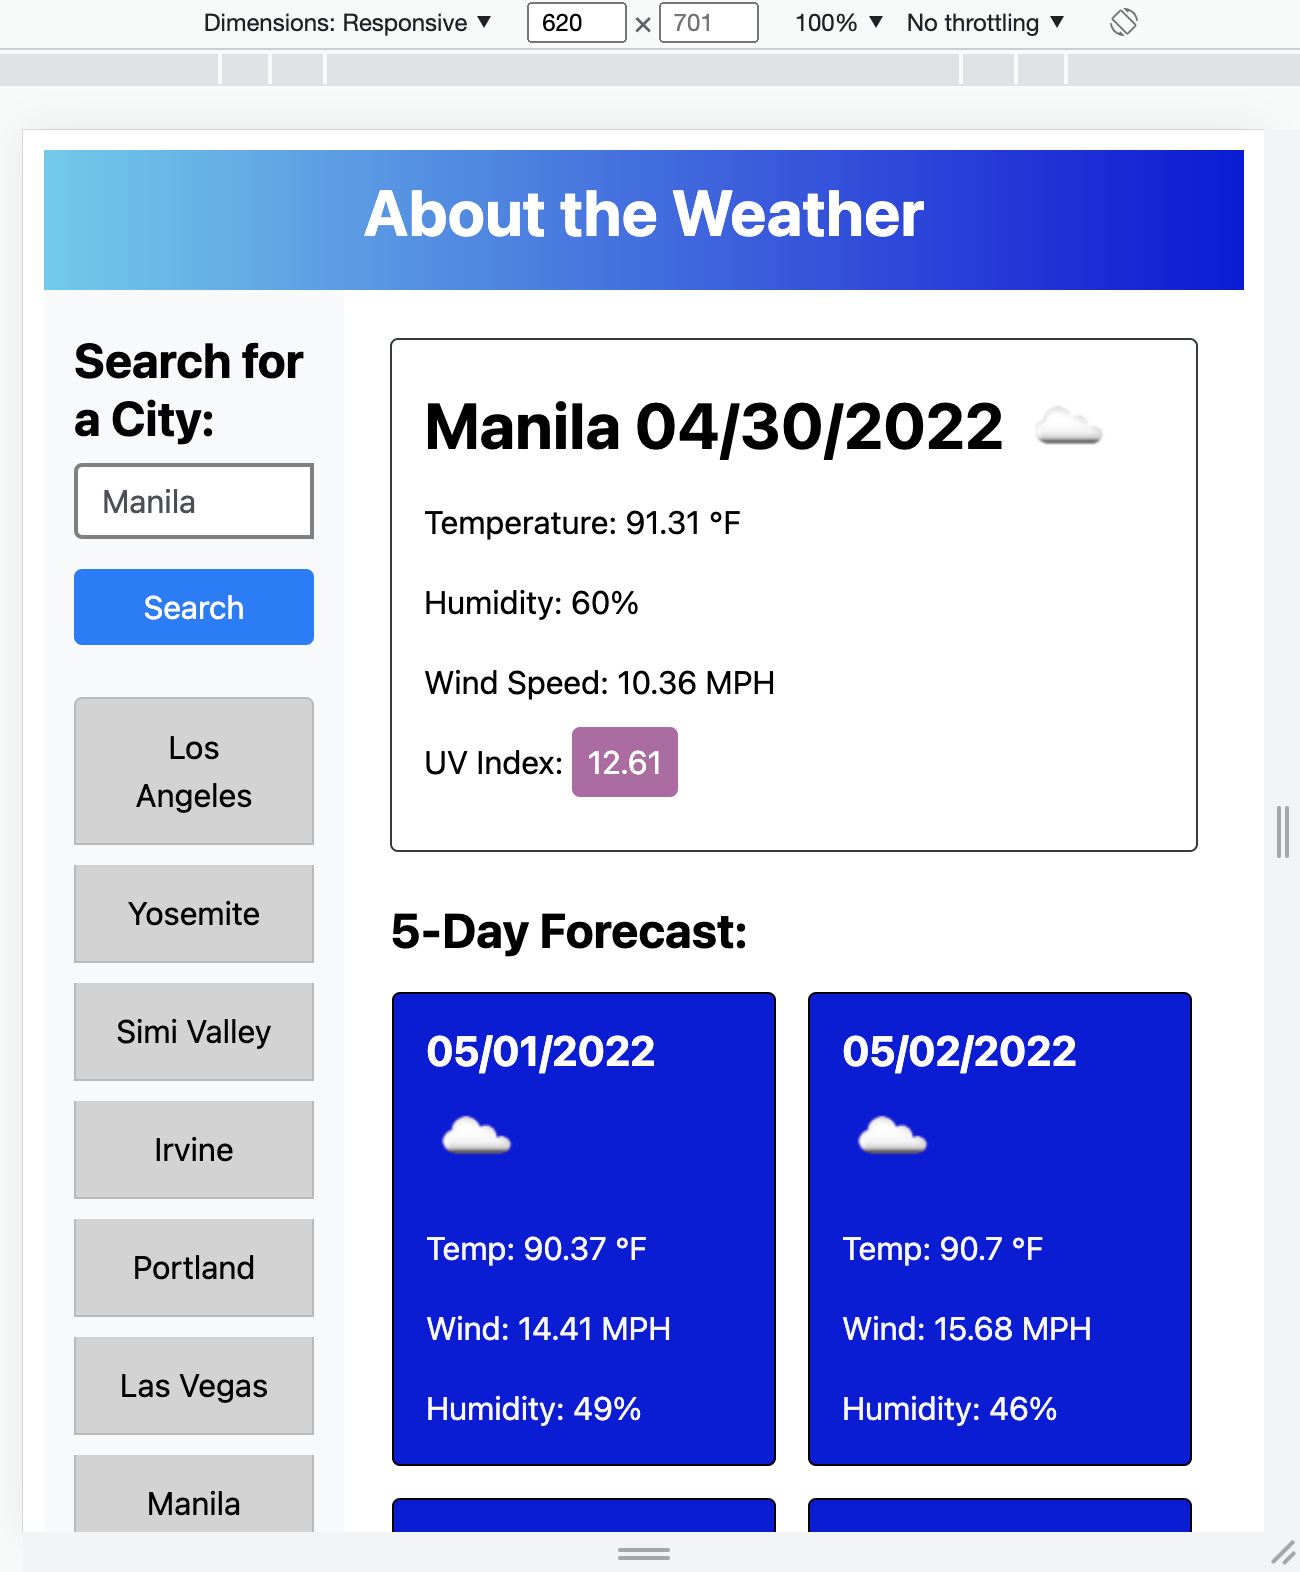 Dimensions: Responsive ▼ 620 × 701 100% ▼ No throttling ▼
About the Weather
Search for
a City:
Manila
Search
Los
Angeles
Yosemite
Simi Valley
Irvine
Portland
Las Vegas
Manila
Manila 04/30/2022
Temperature: 91.31 °F
Humidity: 60%
Wind Speed: 10.36 MPH
UV Index: 12.61
5-Day Forecast:
05/01/2022
Temp: 90.37 °F
Wind: 14.41 MPH
Humidity: 49%
05/02/2022
Temp: 90.7 °F
Wind: 15.68 MPH
Humidity: 46%